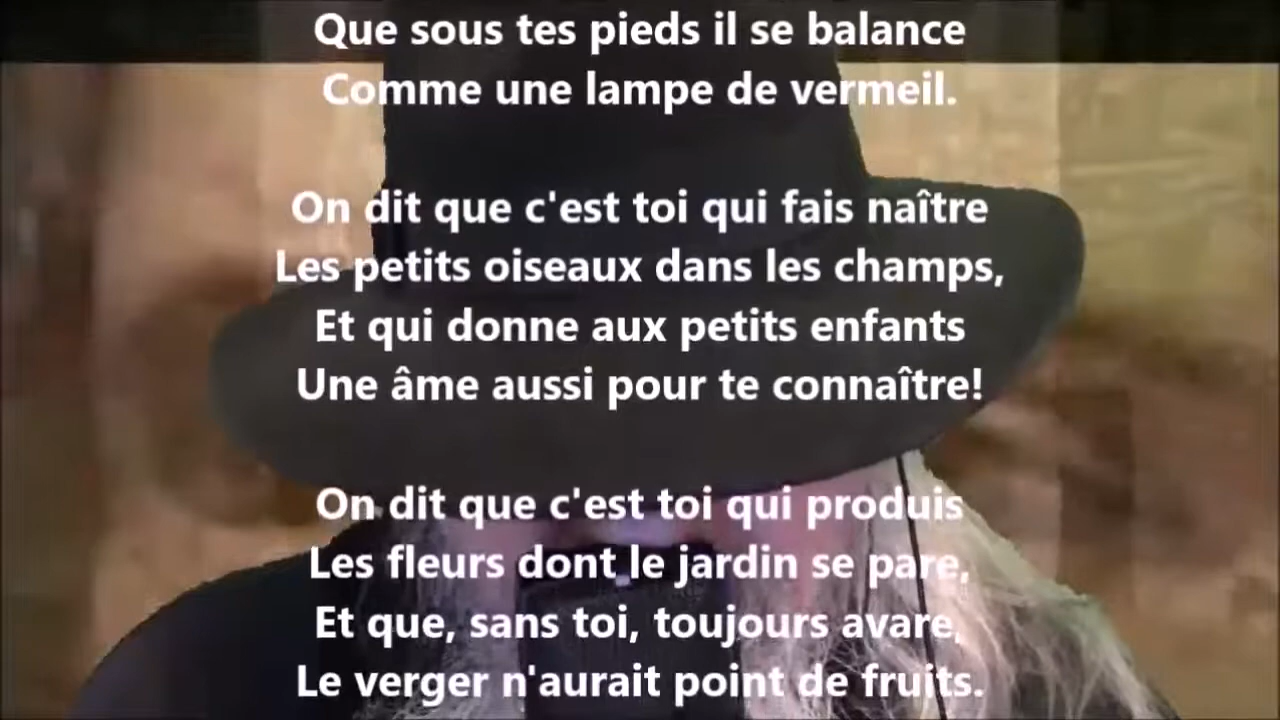 Que sous tes pieds il se balance
Comme une lampe de vermeil.
On dit que c'est toi qui fais naître
Les petits oiseaux dans les champs,
Et qui donne aux petits enfants
Une âme aussi pour te connaître!
On dit que c'est toi qui produis
Les fleurs dont le jardin se pare,
Et que, sans toi, toujours avare,
Le verger n'aurait point de fruits.